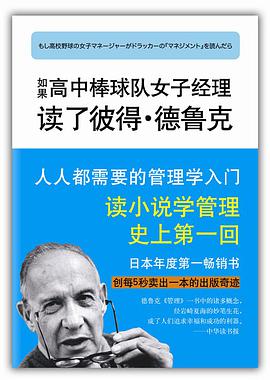 もし高校野球の女子マネージャーがドラッカーの『マネジメント』を読んだら
如果高中棒球队女子经理
读了彼得·德鲁克
人人都需要的管理学入门
读小说学管理
史上第一回
日本年度第一畅销书
创每5秒卖出一本的出版奇迹
德鲁克《管理》一书中的诸多概念，
经岩崎夏海的妙笔生花，
成了人们追求幸福和成功的利器。
——中华读书报